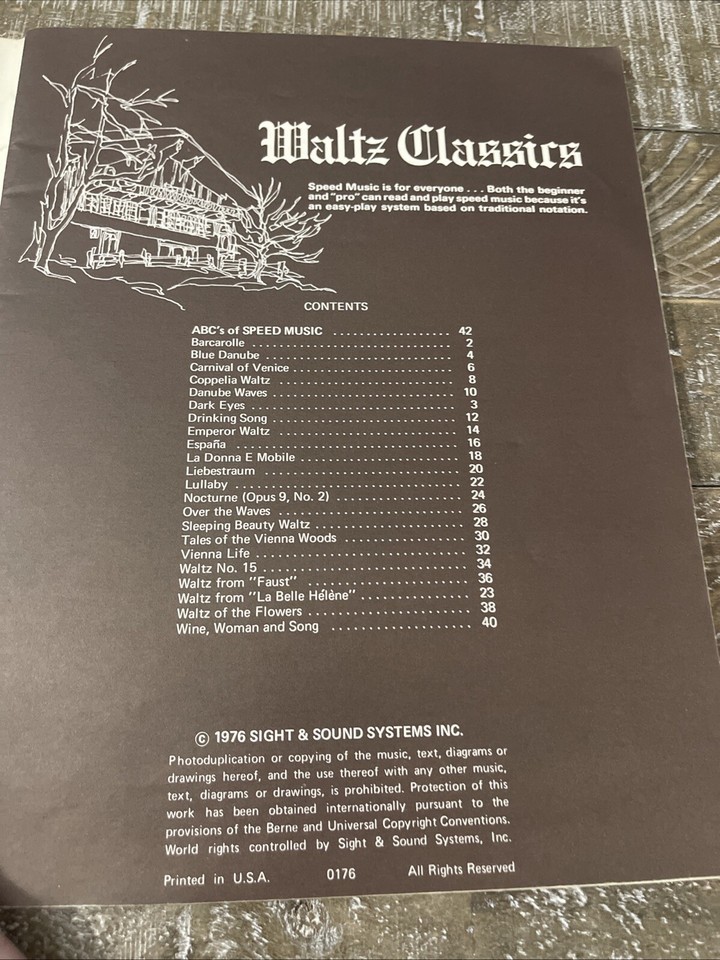 Waltz Classics
Speed Music is for everyone . . . Both the beginner
and "pro" can read and play speed music because it's
an easy-play system based on traditional notation.
CONTENTS
ABC's of SPEED MUSIC . . . . . . . . . . . . . . . . . . 42
Barcarolle . . . . . . . . . . . . . . . . . . . . . . . . . . . . . . 2
Blue Danube . . . . . . . . . . . . . . . . . . . . . . . . . . . . 4
Carnival of Venice . . . . . . . . . . . . . . . . . . . . . . . . 6
Coppelia Waltz . . . . . . . . . . . . . . . . . . . . . . . . . . 8
Danube Waves . . . . . . . . . . . . . . . . . . . . . . . . . . 10
Dark Eyes . . . . . . . . . . . . . . . . . . . . . . . . . . . . . . 3
Drinking Song . . . . . . . . . . . . . . . . . . . . . . . . . . 12
Emperor Waltz . . . . . . . . . . . . . . . . . . . . . . . . . . 14
España . . . . . . . . . . . . . . . . . . . . . . . . . . . . . . . 16
La Donna E Mobile . . . . . . . . . . . . . . . . . . . . . . 18
Liebestraum . . . . . . . . . . . . . . . . . . . . . . . . . . . 20
Lullaby . . . . . . . . . . . . . . . . . . . . . . . . . . . . . . . 22
Nocturne (Opus 9, No. 2) . . . . . . . . . . . . . . . . . . 24
Over the Waves . . . . . . . . . . . . . . . . . . . . . . . . . 26
Sleeping Beauty Waltz . . . . . . . . . . . . . . . . . . . . 28
Tales of the Vienna Woods . . . . . . . . . . . . . . . . . 30
Vienna Life . . . . . . . . . . . . . . . . . . . . . . . . . . . . 32
Waltz No. 15 . . . . . . . . . . . . . . . . . . . . . . . . . . . 34
Waltz from "Faust" . . . . . . . . . . . . . . . . . . . . . . 36
Waltz from "La Belle Hélène" . . . . . . . . . . . . . . . 23
Waltz of the Flowers . . . . . . . . . . . . . . . . . . . . . 38
Wine, Woman and Song . . . . . . . . . . . . . . . . . . . 40
© 1976 SIGHT & SOUND SYSTEMS INC.
Photoduplication or copying of the music, text, diagrams or
drawings hereof, and the use thereof with any other music,
text, diagrams or drawings, is prohibited. Protection of this
work has been obtained internationally pursuant to the
provisions of the Berne and Universal Copyright Conventions.
World rights controlled by Sight & Sound Systems, Inc.
Printed in U.S.A. 0176 All Rights Reserved